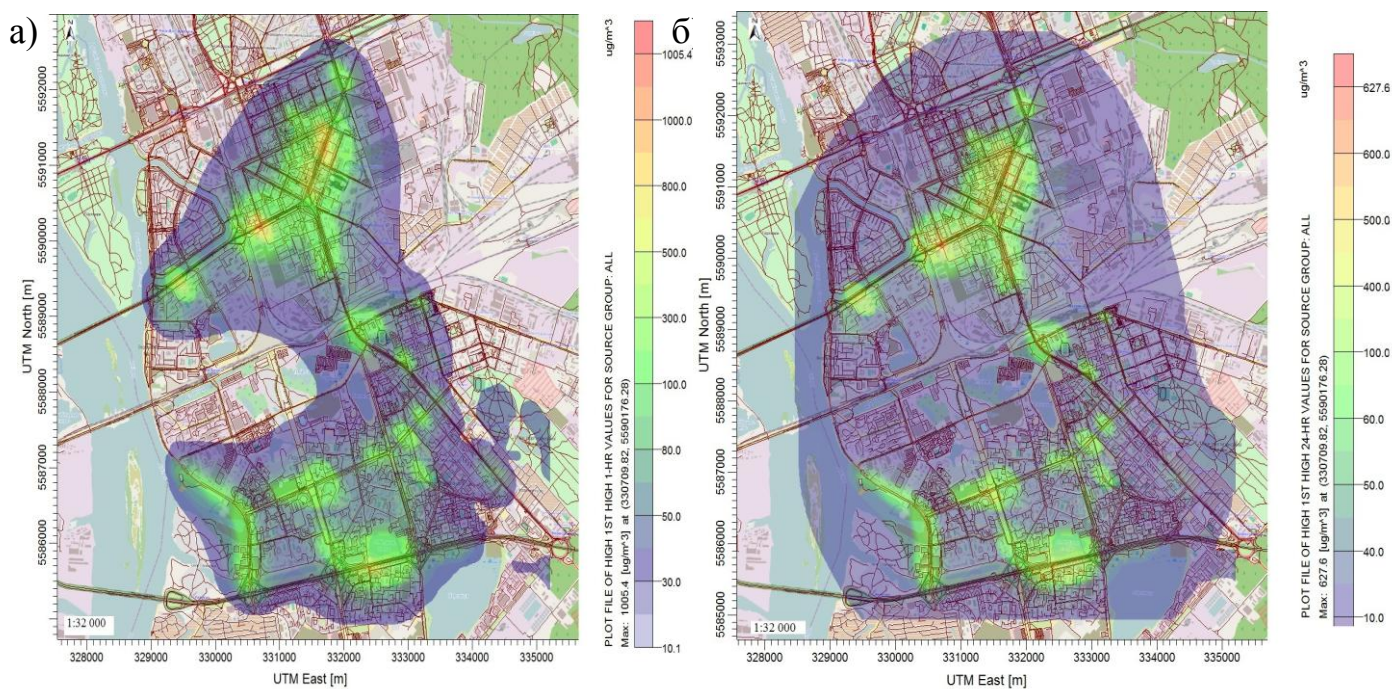 а)
5592000
5591000
5590000
5589000
5588000
5587000
5586000
UTM North [m]
1:32 000
328000 329000 330000 331000 332000 333000 334000 335000
UTM East [m]
PLOT FILE OF HIGH 1ST HIGH 1-HR VALUES FOR SOURCE GROUP: ALL
Max: 1005.4 [ug/m^3] at (330709.82, 5590176.28)
ug/m^3
1005.4
1000.0
800.0
500.0
300.0
100.0
80.0
50.0
30.0
10.1
б
5593000
5592000
5591000
5590000
5589000
5588000
5587000
5586000
5585000
UTM North [m]
1:32 000
328000 329000 330000 331000 332000 333000 334000 335000
UTM East [m]
PLOT FILE OF HIGH 1ST HIGH 24-HR VALUES FOR SOURCE GROUP: ALL
Max: 627.6 [ug/m^3] at (330709.82, 5590176.28)
ug/m^3
627.6
600.0
500.0
400.0
100.0
60.0
50.0
40.0
10.0